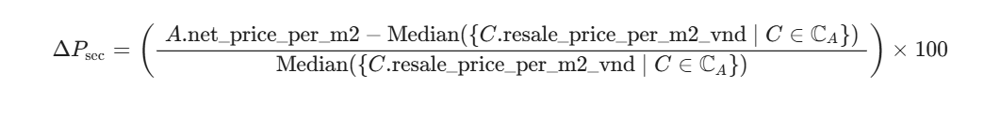 ΔP_sec = ( (A.net_price_per_m2 − Median({C.resale_price_per_m2_vnd | C ∈ ℂ_A})) / Median({C.resale_price_per_m2_vnd | C ∈ ℂ_A}) ) × 100